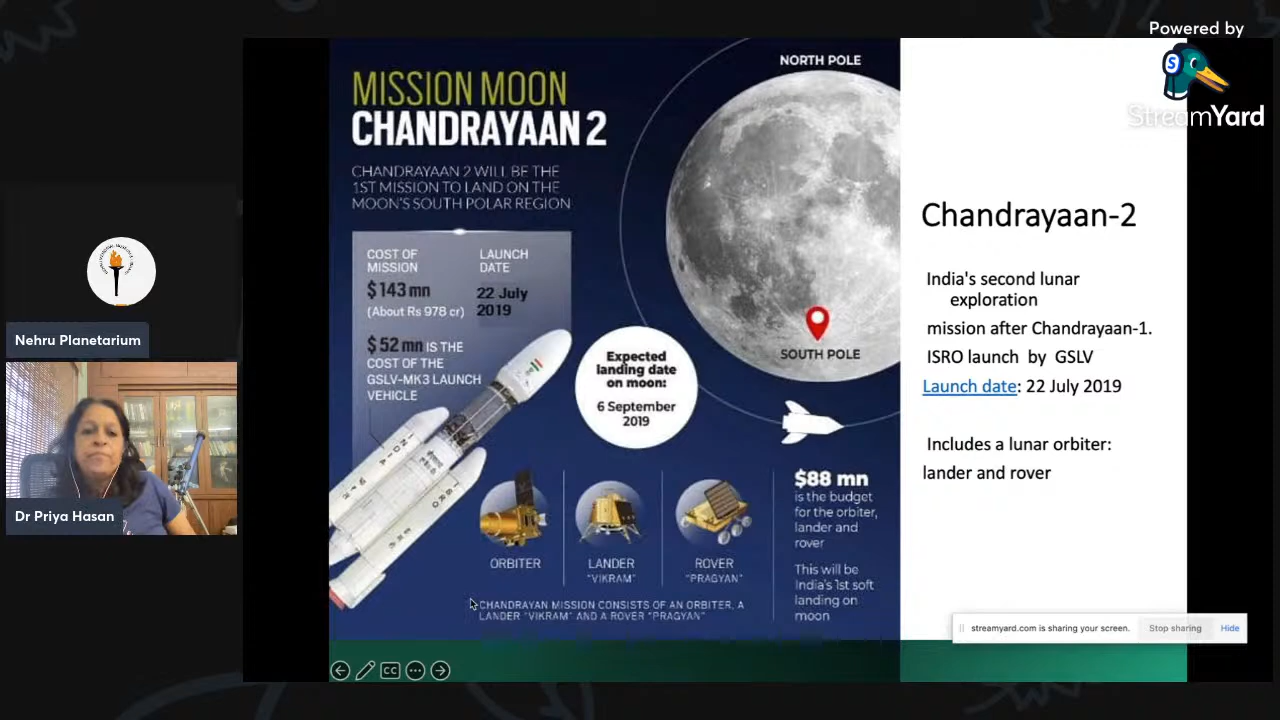 Powered by
StreamYard
NORTH POLE
MISSION MOON
CHANDRAYAAN 2
CHANDRAYAAN 2 WILL BE THE
1ST MISSION TO LAND ON THE
MOON'S SOUTH POLAR REGION
COST OF
MISSION
$143 mn
(About Rs 978 cr)
LAUNCH
DATE
22 July
2019
$52 mn IS THE
COST OF THE
GSLV-MK3 LAUNCH
VEHICLE
Expected
landing date
on moon:
6 September
2019
SOUTH POLE
INDIA
ISRO
ORBITER
LANDER
"VIKRAM"
ROVER
"PRAGYAN"
CHANDRAYAN MISSION CONSISTS OF AN ORBITER, A
LANDER "VIKRAM" AND A ROVER "PRAGYAN"
$88 mn
is the budget
for the orbiter,
lander and
rover
This will be
India's 1st soft
landing on
moon
Chandrayaan-2
India's second lunar
exploration
mission after Chandrayaan-1.
ISRO launch by GSLV
Launch date: 22 July 2019
Includes a lunar orbiter:
lander and rover
Nehru Planetarium
Dr Priya Hasan
streamyard.com is sharing your screen.
Stop sharing
Hide
CC